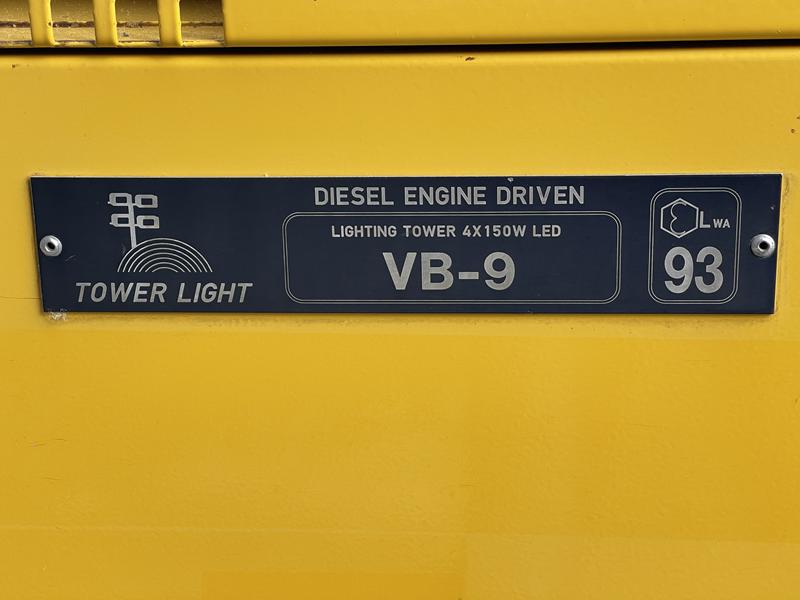 DIESEL ENGINE DRIVEN
LIGHTING TOWER 4X150W LED
VB-9
TOWER LIGHT
LWA
93